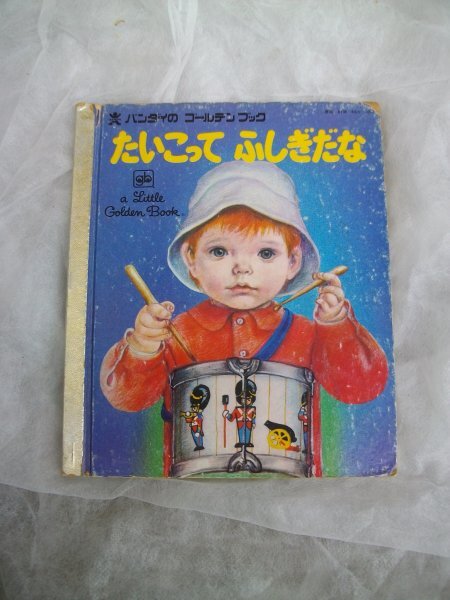 バンダイの ゴールデン ブック
たいこって ふしぎだな
a Little
Golden Book